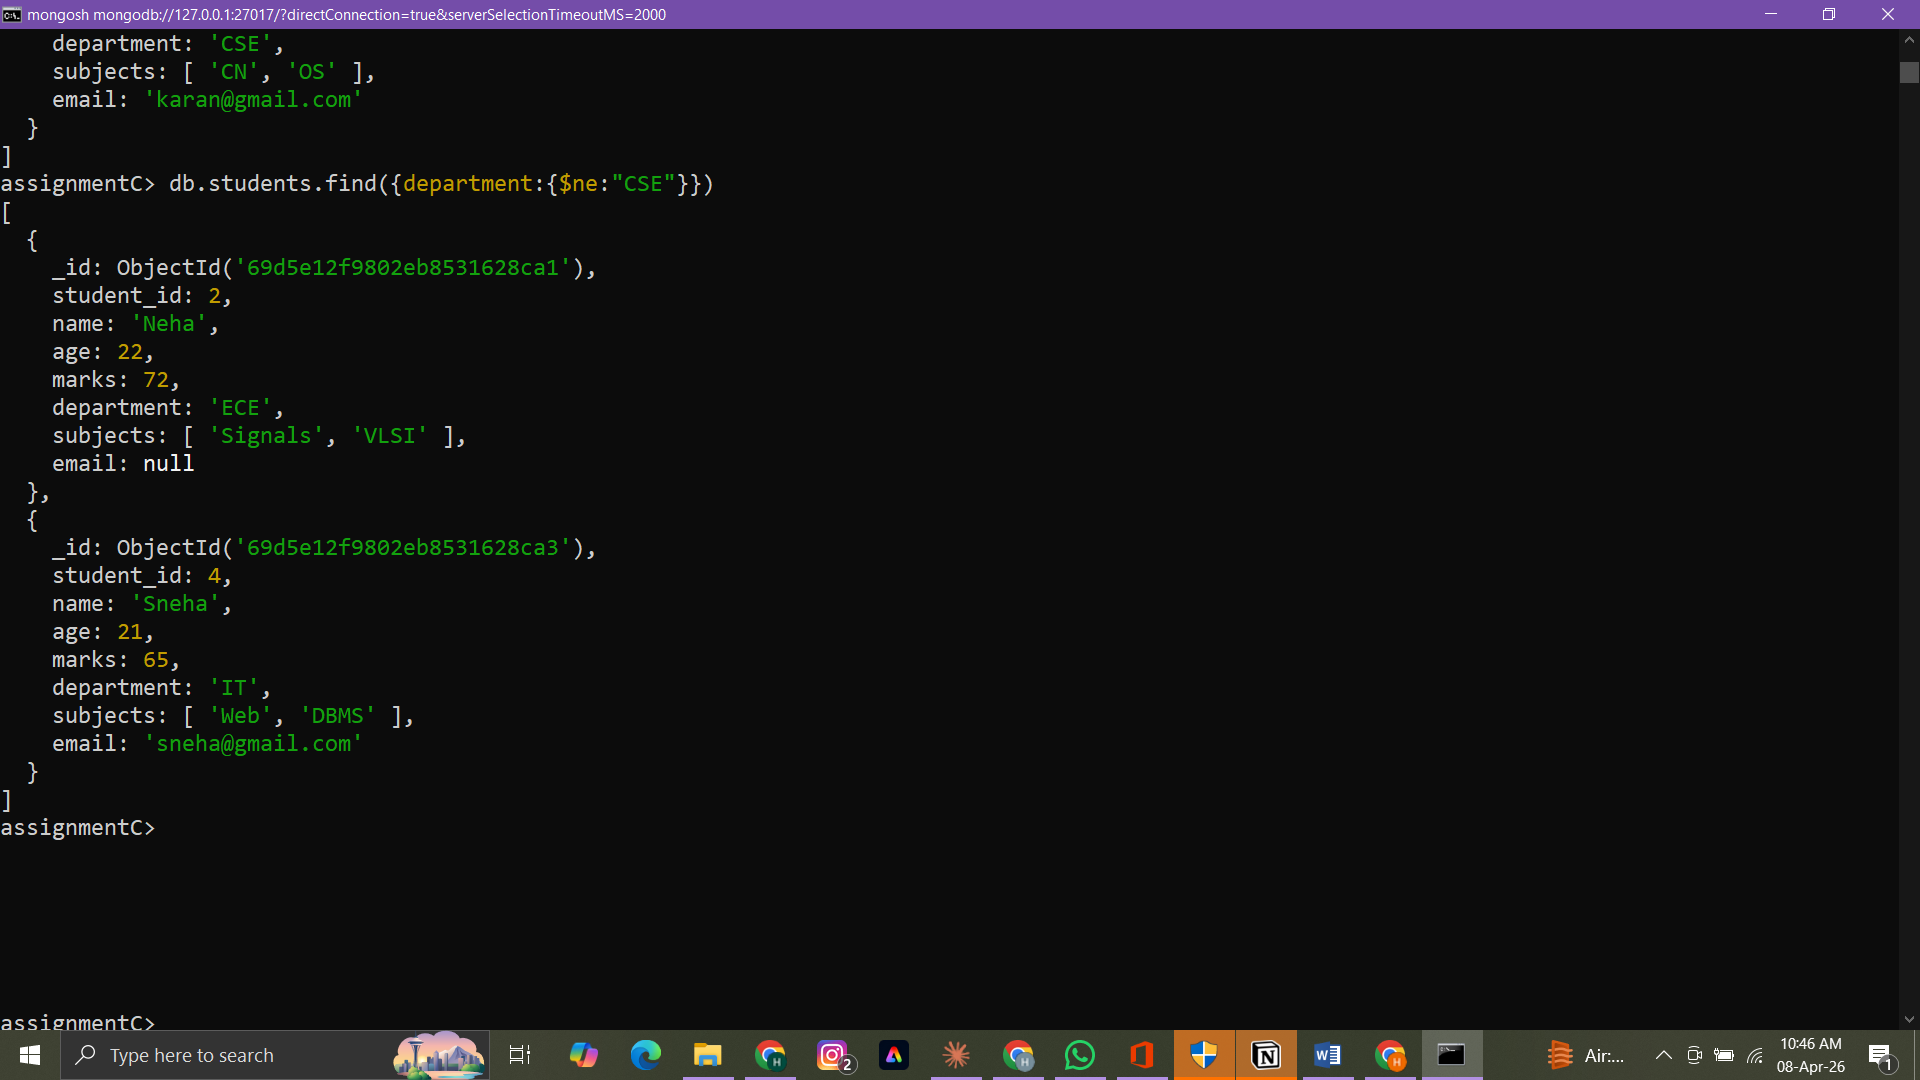 mongosh mongodb://127.0.0.1:27017/?directConnection=true&serverSelectionTimeoutMS=2000
    department: 'CSE',
    subjects: [ 'CN', 'OS' ],
    email: 'karan@gmail.com'
  }
]
assignmentC> db.students.find({department:{$ne:"CSE"}})
[
  {
    _id: ObjectId('69d5e12f9802eb8531628ca1'),
    student_id: 2,
    name: 'Neha',
    age: 22,
    marks: 72,
    department: 'ECE',
    subjects: [ 'Signals', 'VLSI' ],
    email: null
  },
  {
    _id: ObjectId('69d5e12f9802eb8531628ca3'),
    student_id: 4,
    name: 'Sneha',
    age: 21,
    marks: 65,
    department: 'IT',
    subjects: [ 'Web', 'DBMS' ],
    email: 'sneha@gmail.com'
  }
]
assignmentC>
assignmentC>
Type here to search
2
Air:...
10:46 AM
08-Apr-26
1